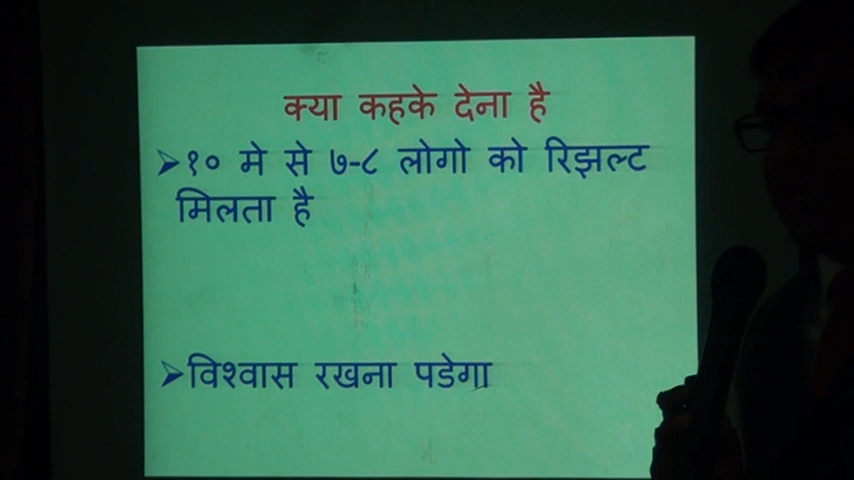 क्या कहके देना है
➢१० मे से ७-८ लोगो को रिझल्ट
मिलता है
➢विश्वास रखना पडेगा